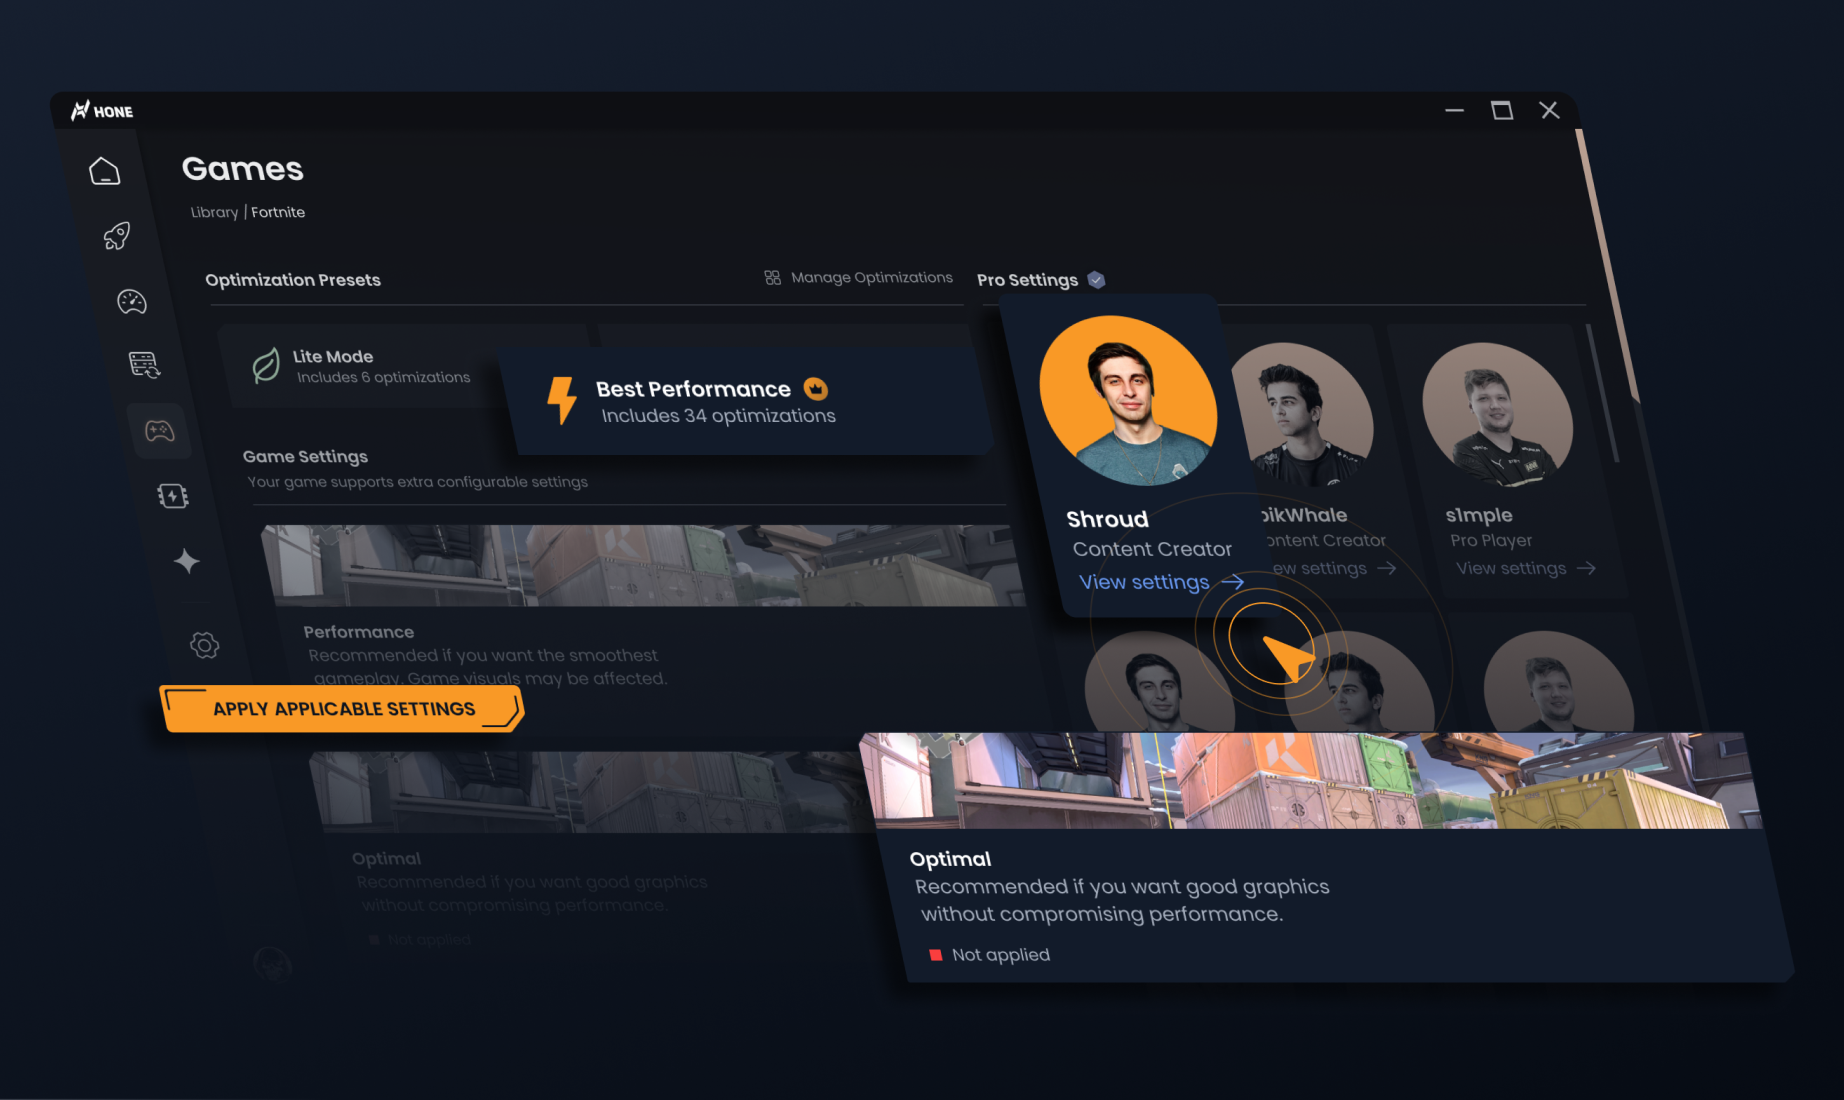 HONE
Games
Library | Fortnite
Optimization Presets
Manage Optimizations
Pro Settings
Lite Mode
Includes 6 optimizations
Best Performance
Includes 34 optimizations
Game Settings
Your game supports extra configurable settings
Shroud
Content Creator
View settings
pikWhale
ontent Creator
ew settings
s1mple
Pro Player
View settings
Performance
Recommended if you want the smoothest
gameplay. Game visuals may be affected.
APPLY APPLICABLE SETTINGS
Optimal
Recommended if you want good graphics
without compromising performance.
Not applied
Optimal
Recommended if you want good graphics
without compromising performance.
Not applied